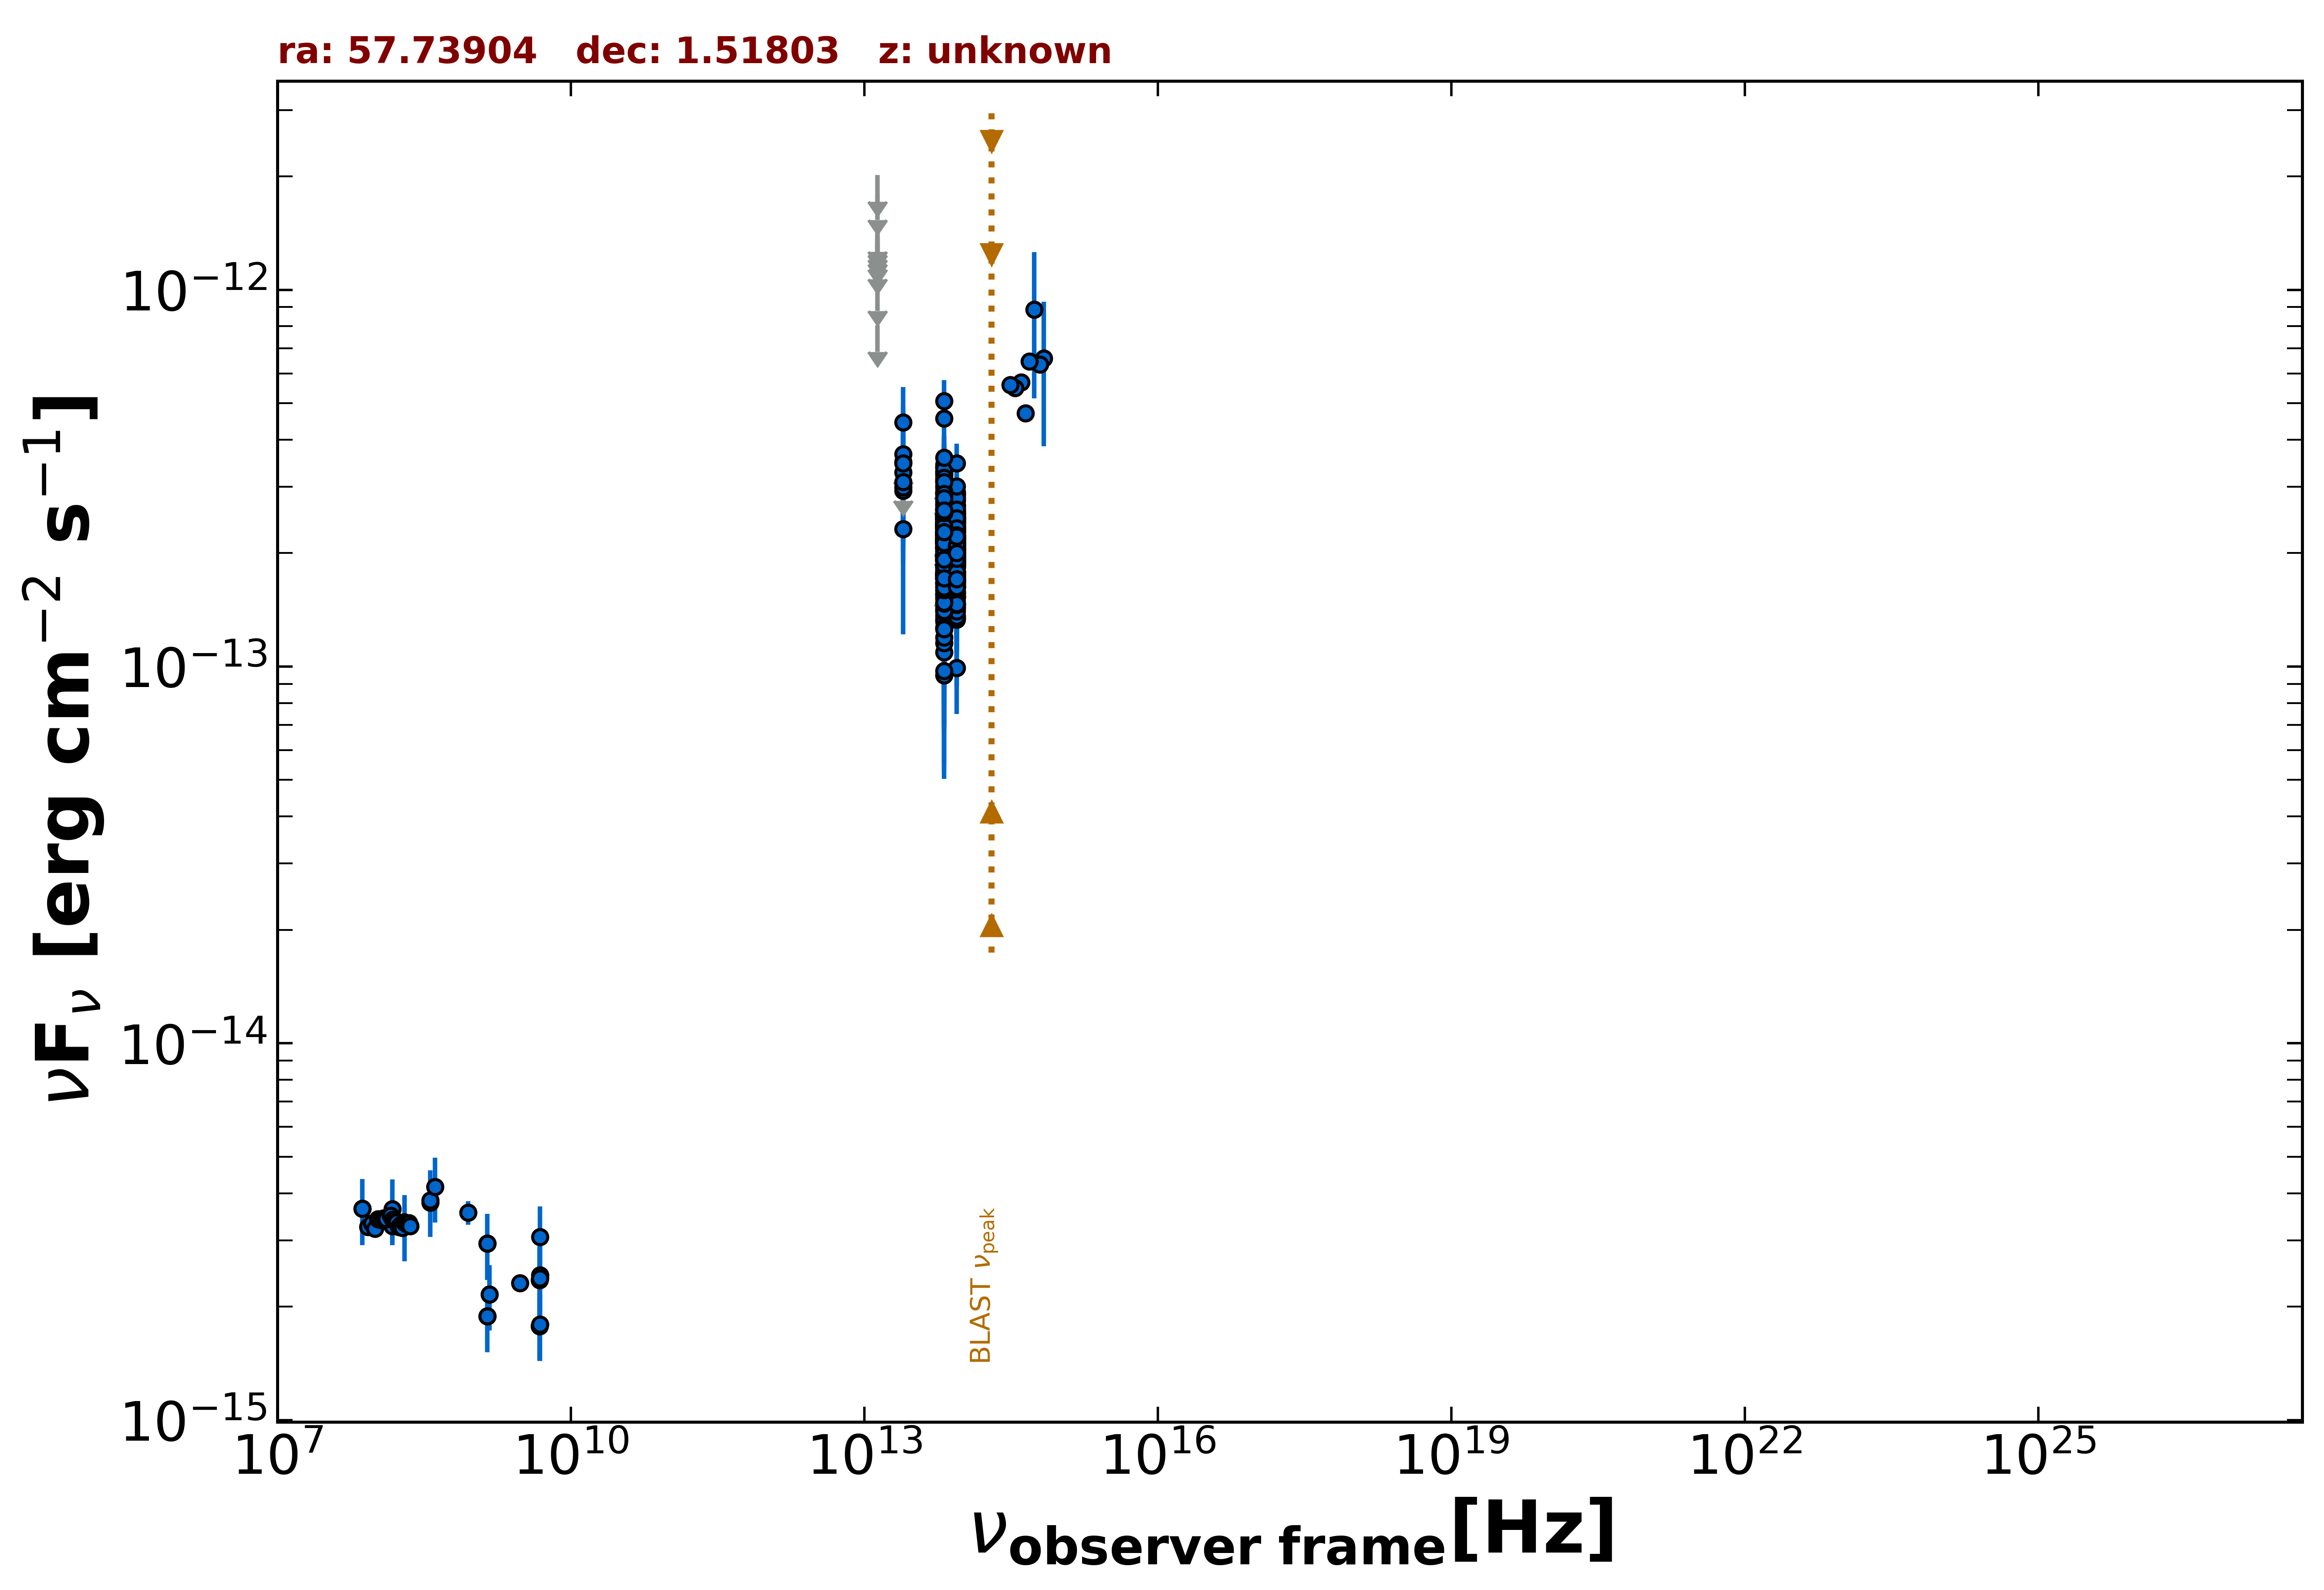 ra: 57.73904 dec: 1.51803 z: unknown
νFν [erg cm−2 s−1]
10−12
10−13
10−14
10−15
BLAST νpeak
107 1010 1013 1016 1019 1022 1025
νobserver frame[Hz]